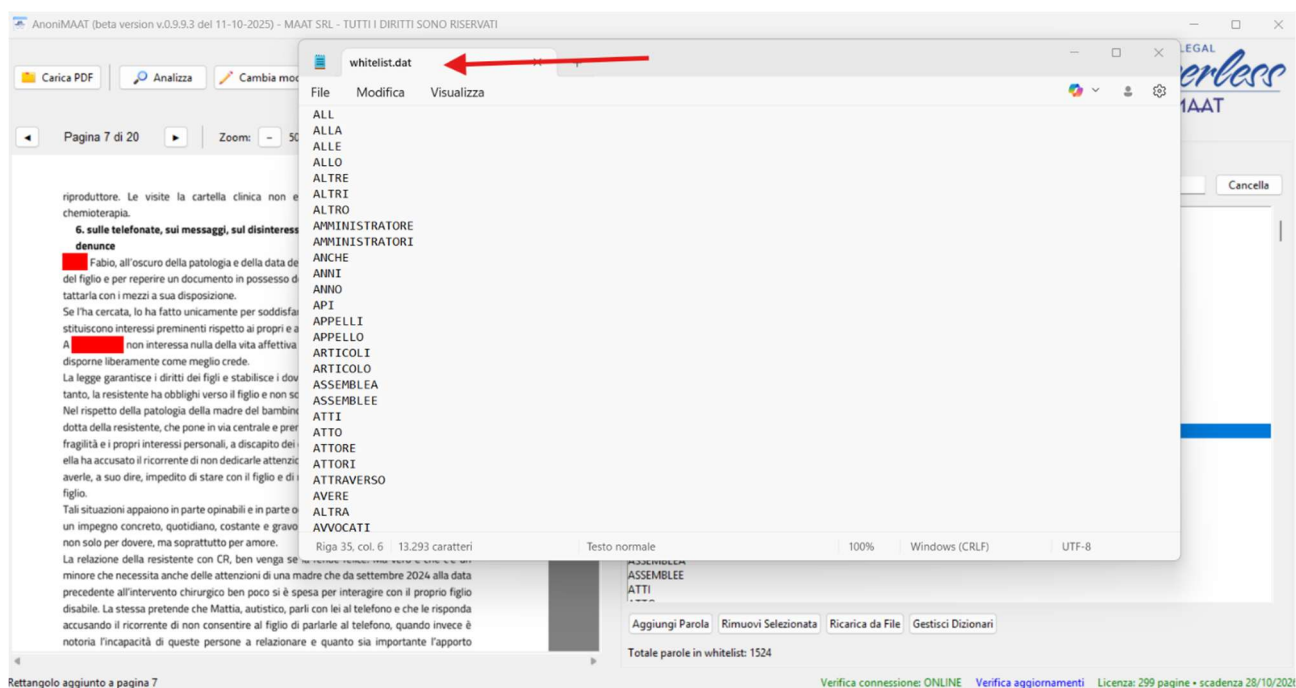 AnoniMAAT (beta version v.0.9.9.3 del 11-10-2025) - MAAT SRL - TUTTI I DIRITTI SONO RISERVATI
Carica PDF
Analizza
Cambia
LEGAL
MAAT
Pagina 7 di 20
Zoom:
Cancella
riproduttore. Le visite la cartella clinica non
chemioterapia.
6. sulle telefonate, sui messaggi, sul
denunce
Fabio, all'oscuro della patologia e della data
del figlio e per reperire un documento in possesso
tattarla con i mezzi a sua disposizione.
Se l'ha cercata, lo ha fatto unicamente per
stituiscono interessi preminenti rispetto ai propri e
A non interessa nulla della vita affettiva
disporne liberamente come meglio crede.
La legge garantisce i diritti dei figli e stabilisce i
tanto, la resistente ha obblighi verso il figlio e non
Nel rispetto della patologia della madre del
dotta della resistente, che pone in via centrale e
fragilità e i propri interessi personali, a discapito dei
ella ha accusato il ricorrente di non dedicarle
averle, a suo dire, impedito di stare con il figlio e di
figlio.
Tali situazioni appaiono in parte opinabili e in parte
un impegno concreto, quotidiano, costante e
non solo per dovere, ma soprattutto per amore.
La relazione della resistente con CR, ben venga se
minore che necessita anche delle attenzioni di una madre che da settembre 2024 alla data
precedente all'intervento chirurgico ben poco si è spesa per interagire con il proprio figlio
disabile. La stessa pretende che Mattia, autistico, parli con lei al telefono e che le risponda
accusando il ricorrente di non consentire al figlio di parlarle al telefono, quando invece è
notoria l'incapacità di queste persone a relazionare e quanto sia importante l'apporto
whitelist.dat
File Modifica Visualizza
ALL
ALLA
ALLE
ALLO
ALTRE
ALTRI
ALTRO
AMMINISTRATORE
AMMINISTRATORI
ANCHE
ANNI
ANNO
API
APPELLI
APPELLO
ARTICOLI
ARTICOLO
ASSEMBLEA
ASSEMBLEE
ATTI
ATTO
ATTORE
ATTORI
ATTRAVERSO
AVERE
ALTRA
AVVOCATI
Riga 35, col. 6 13.293 caratteri Testo normale 100% Windows (CRLF) UTF-8
ASSEMBLEA
ASSEMBLEE
ATTI
Aggiungi Parola Rimuovi Selezionata Ricarica da File Gestisci Dizionari
Totale parole in whitelist: 1524
Rettangolo aggiunto a pagina 7
Verifica connessione: ONLINE Verifica aggiornamenti Licenza: 299 pagine • scadenza 28/10/2026